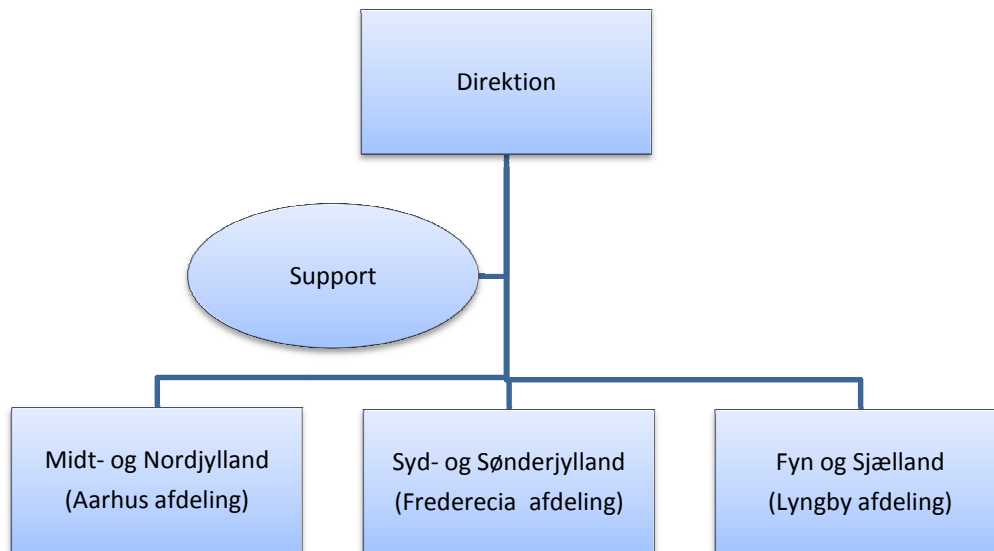 Direktion
Support
Midt- og Nordjylland
(Aarhus afdeling)
Syd- og Sønderjylland
(Frederecia  afdeling)
Fyn og Sjælland
(Lyngby afdeling)